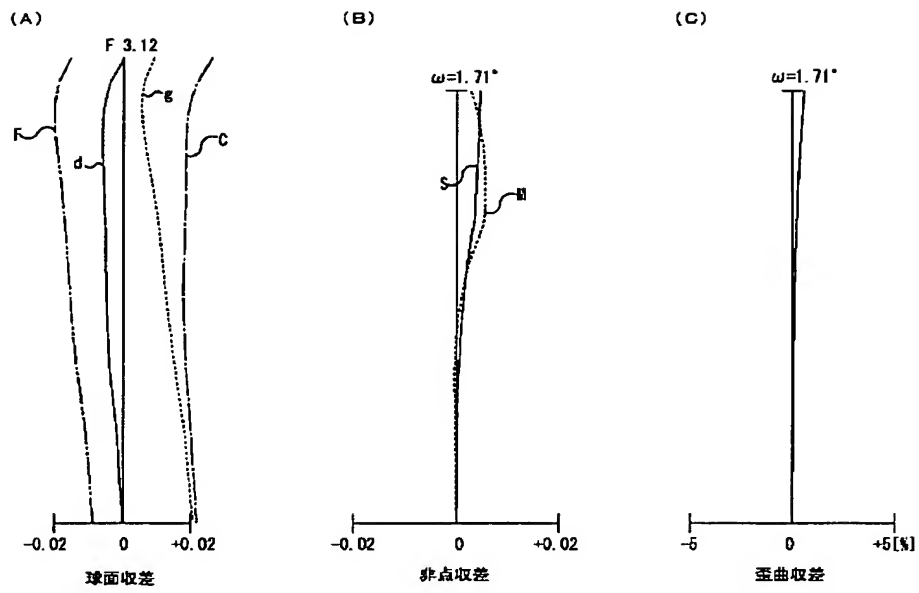 (A)
(B)
(C)
F 3.12
ω=1.71°
ω=1.71°
F
d
g
C
S
-0.02 0 +0.02
-0.02 0 +0.02
-5 0 +5[%]
球面収差
非点収差
歪曲収差